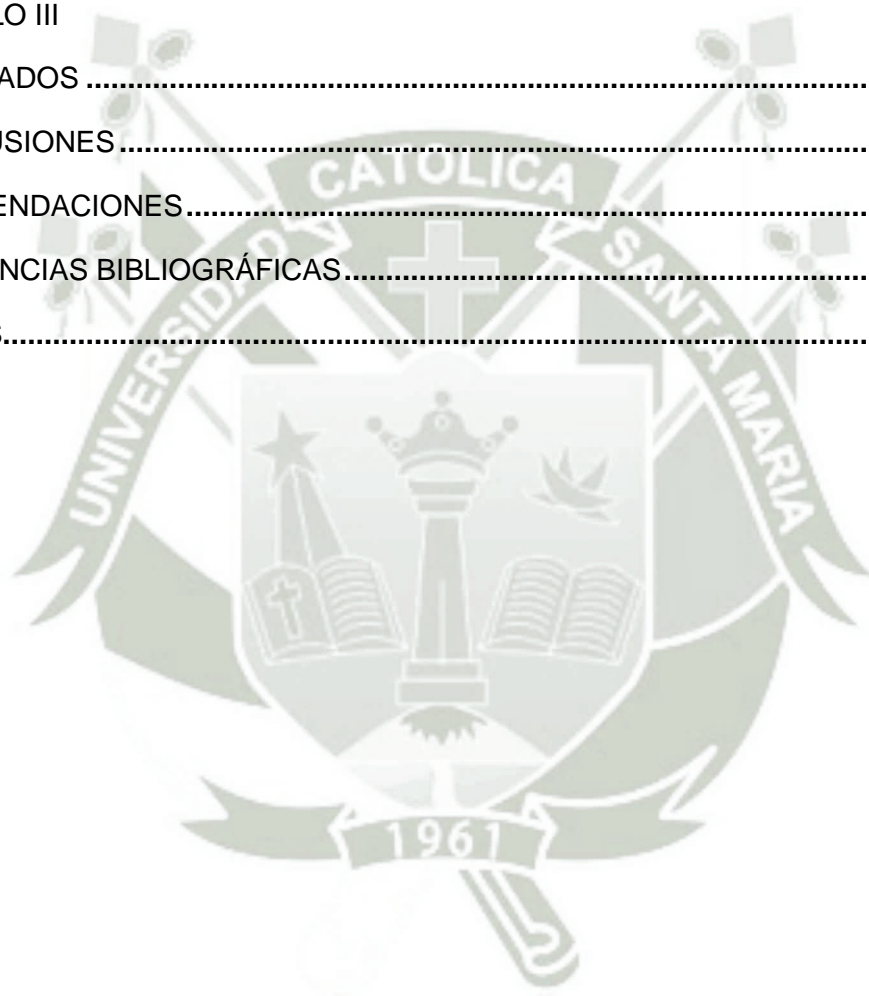 LO III
ADOS ........................................................................................................
USIONES ........................................................................................................
ENDACIONES ........................................................................................................
NCIAS BIBLIOGRÁFICAS ........................................................................................................
S ........................................................................................................
UNIVERSIDAD CATOLICA SANTA MARIA
1961